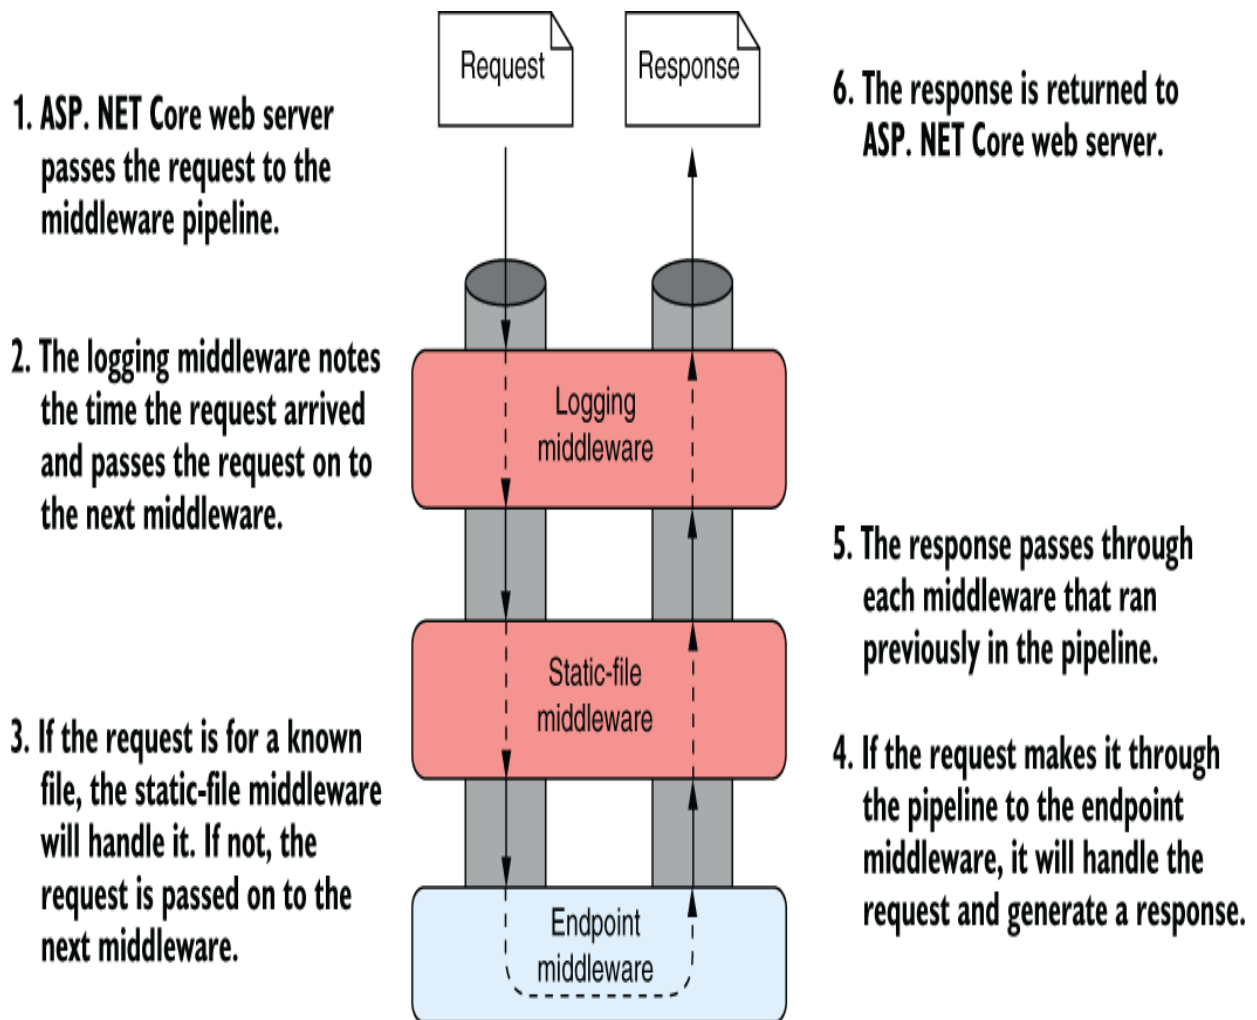 Request
Response
1. ASP. NET Core web server
passes the request to the
middleware pipeline.
2. The logging middleware notes
the time the request arrived
and passes the request on to
the next middleware.
3. If the request is for a known
file, the static-file middleware
will handle it. If not, the
request is passed on to the
next middleware.
Logging
middleware
Static-file
middleware
Endpoint
middleware
6. The response is returned to
ASP. NET Core web server.
5. The response passes through
each middleware that ran
previously in the pipeline.
4. If the request makes it through
the pipeline to the endpoint
middleware, it will handle the
request and generate a response.